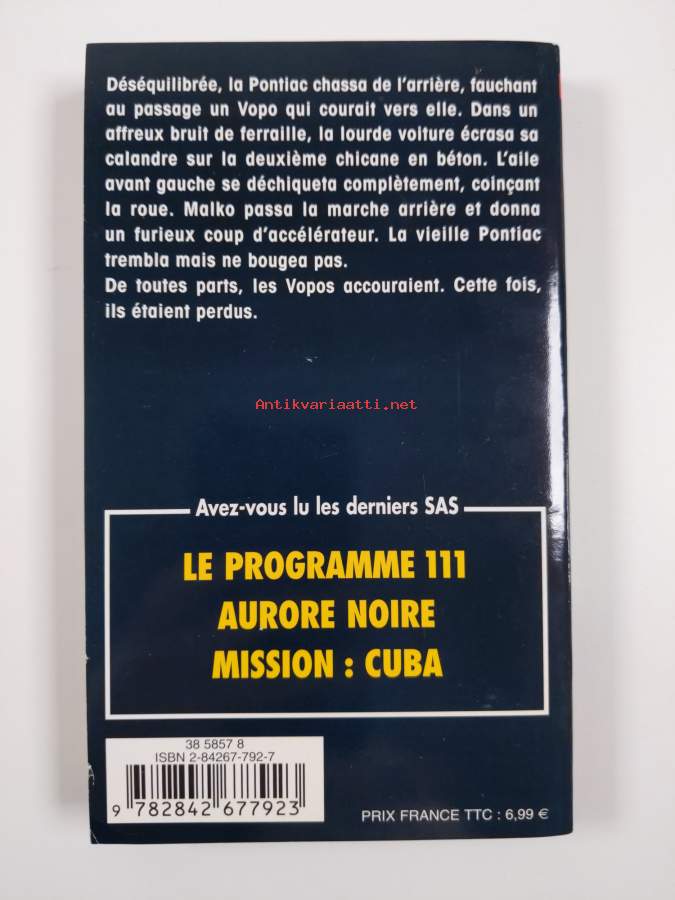 Déséquilibrée, la Pontiac chassa de l'arrière, fauchant
au passage un Vopo qui courait vers elle. Dans un
affreux bruit de ferraille, la lourde voiture écrasa sa
calandre sur la deuxième chicane en béton. L'aile
avant gauche se déchiqueta complètement, coinçant
la roue. Malko passa la marche arrière et donna
un furieux coup d'accélérateur. La vieille Pontiac
trembla mais ne bougea pas.
De toutes parts, les Vopos accouraient. Cette fois,
ils étaient perdus.
Antikvariaatti.net
Avez-vous lu les derniers SAS
LE PROGRAMME 111
AURORE NOIRE
MISSION : CUBA
38 5857 8
ISBN 2-84267-792-7
9 782842 677923
PRIX FRANCE TTC : 6,99 €